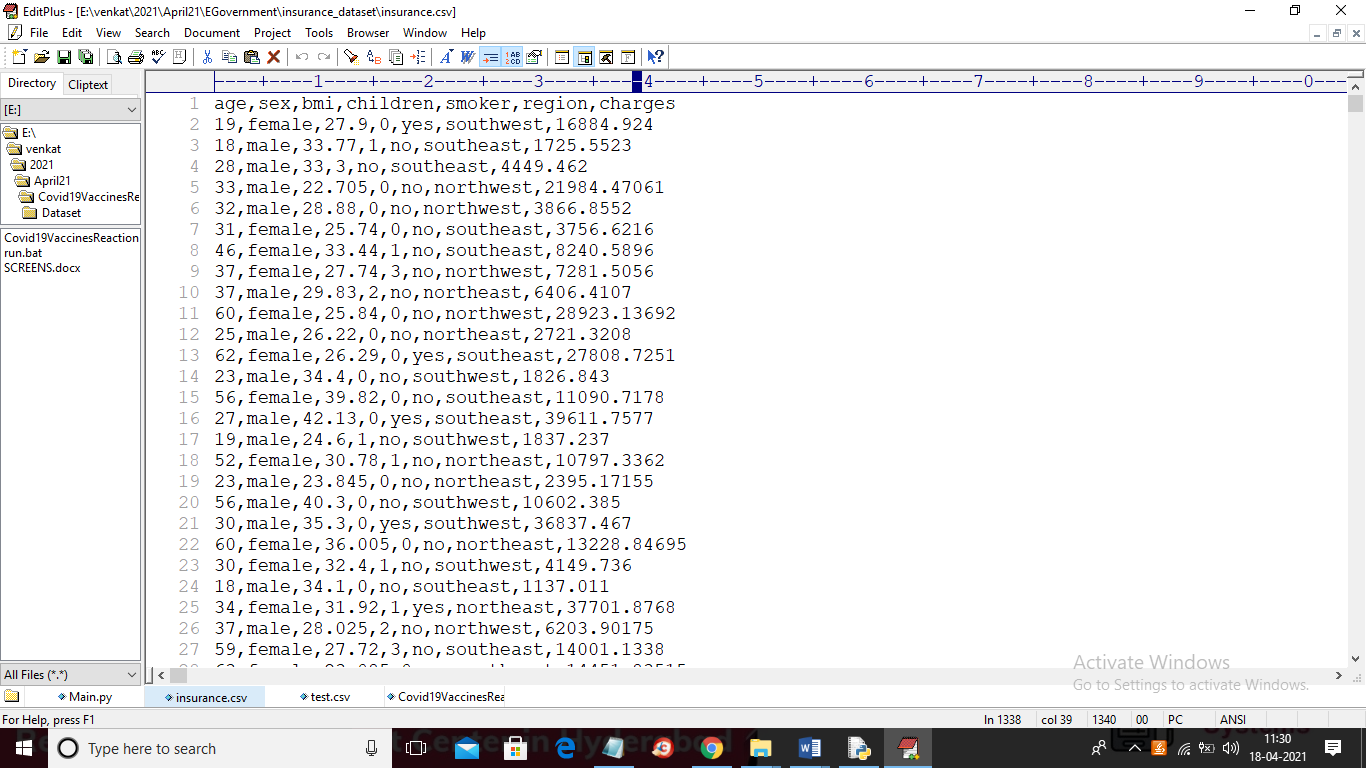 EditPlus - [E:\venkat\2021\April21\EGovernment\insurance_dataset\insurance.csv]
File Edit View Search Document Project Tools Browser Window Help
Directory Cliptext
[E:]
E:\
venkat
2021
April21
Covid19VaccinesRe
Dataset
Covid19VaccinesReaction
run.bat
SCREENS.docx
All Files (*.*)
----+----1----+----2----+----3----+----4----+----5----+----6----+----7----+----8----+----9----+----0---
1 age,sex,bmi,children,smoker,region,charges
2 19,female,27.9,0,yes,southwest,16884.924
3 18,male,33.77,1,no,southeast,1725.5523
4 28,male,33,3,no,southeast,4449.462
5 33,male,22.705,0,no,northwest,21984.47061
6 32,male,28.88,0,no,northwest,3866.8552
7 31,female,25.74,0,no,southeast,3756.6216
8 46,female,33.44,1,no,southeast,8240.5896
9 37,female,27.74,3,no,northwest,7281.5056
10 37,male,29.83,2,no,northeast,6406.4107
11 60,female,25.84,0,no,northwest,28923.13692
12 25,male,26.22,0,no,northeast,2721.3208
13 62,female,26.29,0,yes,southeast,27808.7251
14 23,male,34.4,0,no,southwest,1826.843
15 56,female,39.82,0,no,southeast,11090.7178
16 27,male,42.13,0,yes,southeast,39611.7577
17 19,male,24.6,1,no,southwest,1837.237
18 52,female,30.78,1,no,northeast,10797.3362
19 23,male,23.845,0,no,northeast,2395.17155
20 56,male,40.3,0,no,southwest,10602.385
21 30,male,35.3,0,yes,southwest,36837.467
22 60,female,36.005,0,no,northeast,13228.84695
23 30,female,32.4,1,no,southwest,4149.736
24 18,male,34.1,0,no,southeast,1137.011
25 34,female,31.92,1,yes,northeast,37701.8768
26 37,male,28.025,2,no,northwest,6203.90175
27 59,female,27.72,3,no,southeast,14001.1338
Activate Windows
Go to Settings to activate Windows.
Main.py insurance.csv test.csv Covid19VaccinesRea
For Help, press F1 ln 1338 col 39 1340 00 PC ANSI
Type here to search
11:30
18-04-2021